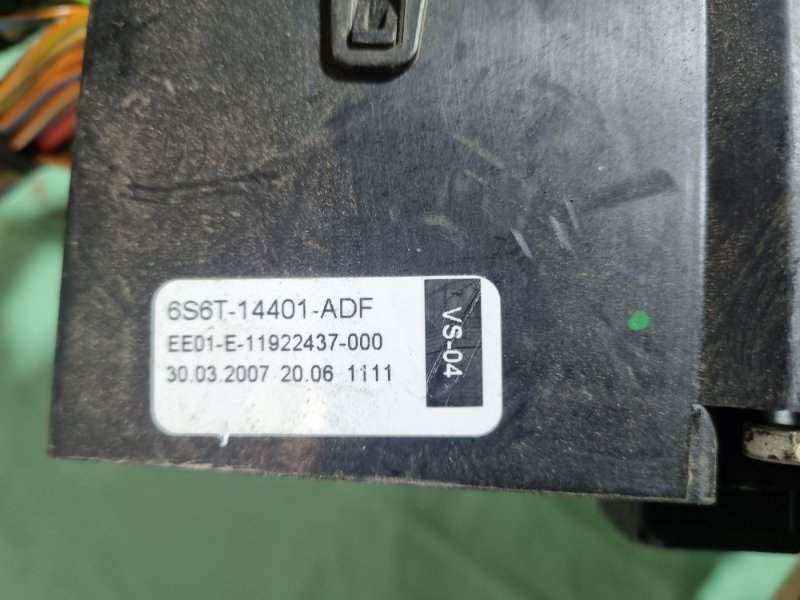 6S6T-14401-ADF
EE01-E-11922437-000
30.03.2007 20.06 1111
VS-04